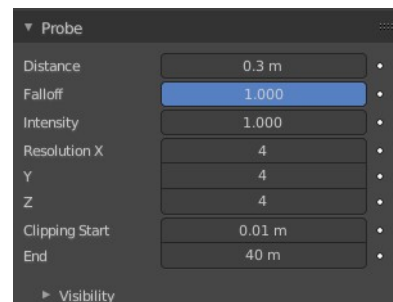 Probe
Distance 0.3 m
Falloff 1.000
Intensity 1.000
Resolution X 4
Y 4
Z 4
Clipping Start 0.01 m
End 40 m
Visibility